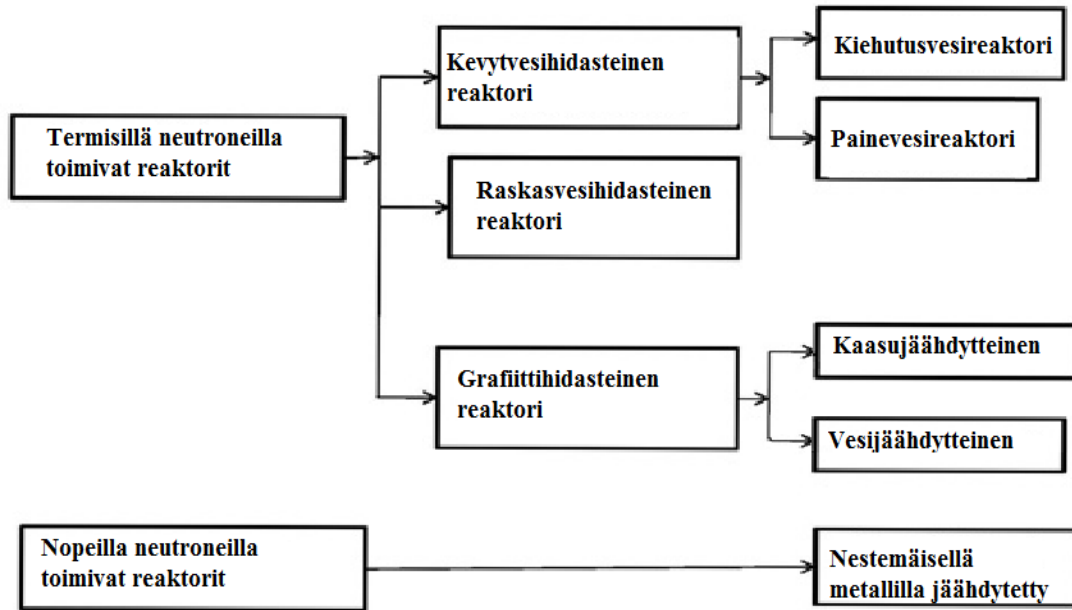 Kiehutusvesireaktori
Kevytvesihidasteinen
reaktori
Painevesireaktori
Termisillä neutroneilla
toimivat reaktorit
Raskasvesihidasteinen
reaktori
Kaasujäähdytteinen
Grafiittihidasteinen
reaktori
Vesijäähdytteinen
Nopeilla neutroneilla
toimivat reaktorit
Nestemäisellä
metallilla jäähdytetty